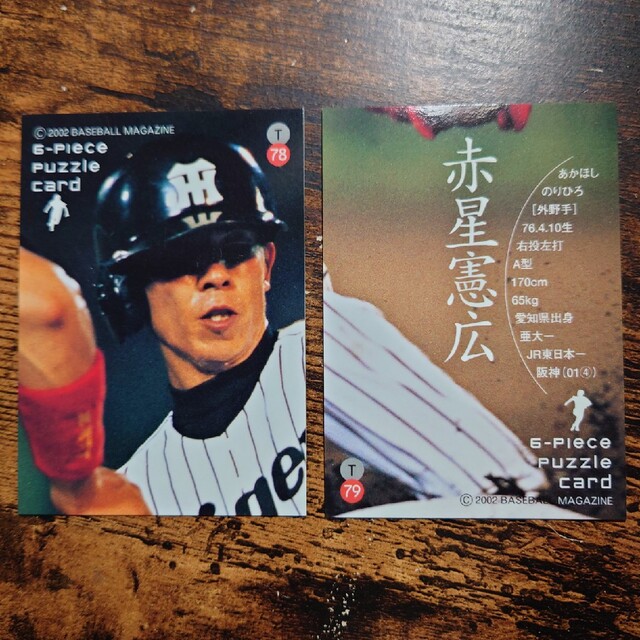 © 2002 BASEBALL MAGAZINE
6-Piece
Puzzle
card
T
78
HT
赤星憲広
あかほし
のりひろ
[外野手]
76.4.10生
右投左打
A型
170cm
65kg
愛知県出身
亜大ー
JR東日本ー
阪神(01④)
6-Piece
Puzzle
card
T
79
© 2002 BASEBALL MAGAZINE